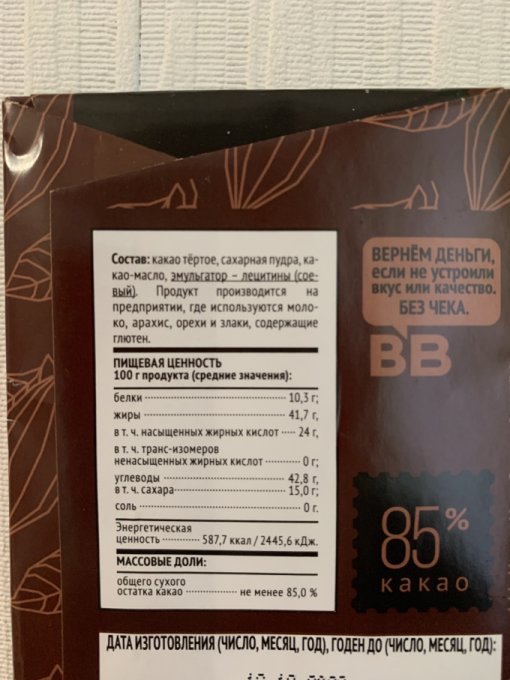 Состав: какао тёртое, сахарная пудра, ка-
као-масло, эмульгатор – лецитины (сое-
вый). Продукт производится на
предприятии, где используются моло-
ко, арахис, орехи и злаки, содержащие
глютен.
ПИЩЕВАЯ ЦЕННОСТЬ
100 г продукта (средние значения):
белки 10,3 г;
жиры 41,7 г,
в т. ч. насыщенных жирных кислот 24 г,
в т. ч. транс-изомеров
ненасыщенных жирных кислот 0 г;
углеводы 42,8 г,
в т. ч. сахара 15,0 г;
соль 0 г.
Энергетическая
ценность 587,7 ккал / 2445,6 кДж.
МАССОВЫЕ ДОЛИ:
общего сухого
остатка какао не менее 85,0 %
ВЕРНЁМ ДЕНЬГИ,
если не устроили
вкус или качество.
БЕЗ ЧЕКА.
ВВ
85%
какао
ДАТА ИЗГОТОВЛЕНИЯ (ЧИСЛО, МЕСЯЦ, ГОД), ГОДЕН ДО (ЧИСЛО, МЕСЯЦ, ГОД):